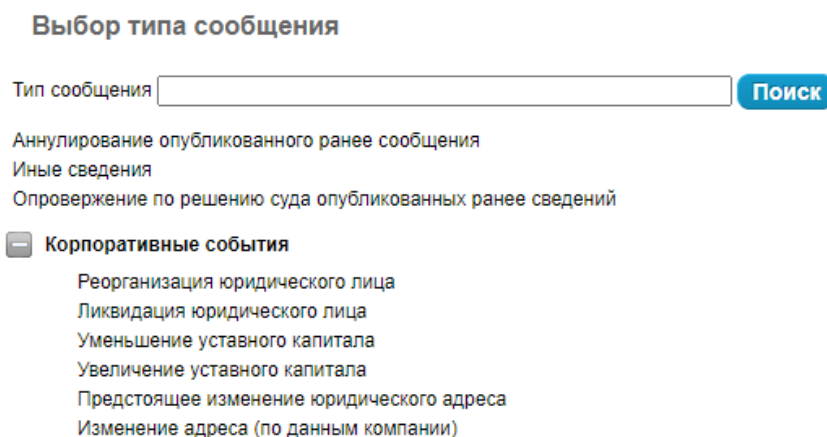 Выбор типа сообщения
Тип сообщения Поиск
Аннулирование опубликованного ранее сообщения
Иные сведения
Опровержение по решению суда опубликованных ранее сведений
Корпоративные события
Реорганизация юридического лица
Ликвидация юридического лица
Уменьшение уставного капитала
Увеличение уставного капитала
Предстоящее изменение юридического адреса
Изменение адреса (по данным компании)